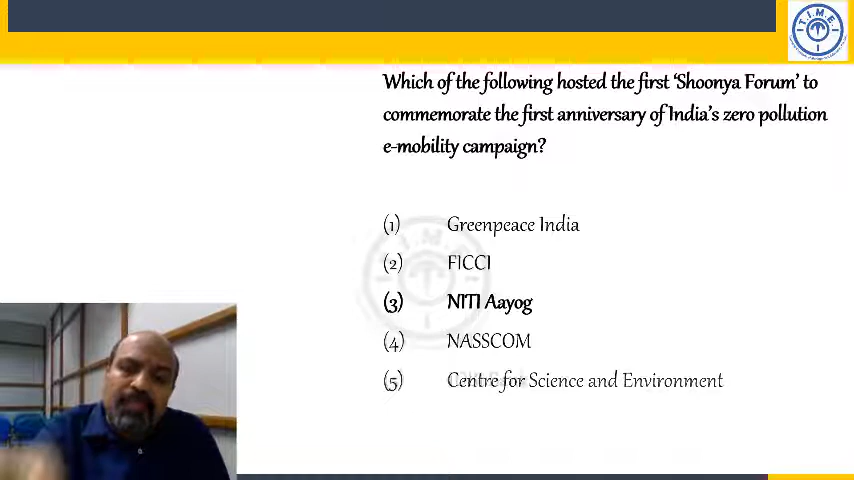 T.I.M.E.
Which of the following hosted the first ‘Shoonya Forum’ to
commemorate the first anniversary of India’s zero pollution
e-mobility campaign?
(1) Greenpeace India
(2) FICCI
(3) NITI Aayog
(4) NASSCOM
(5) Centre for Science and Environment